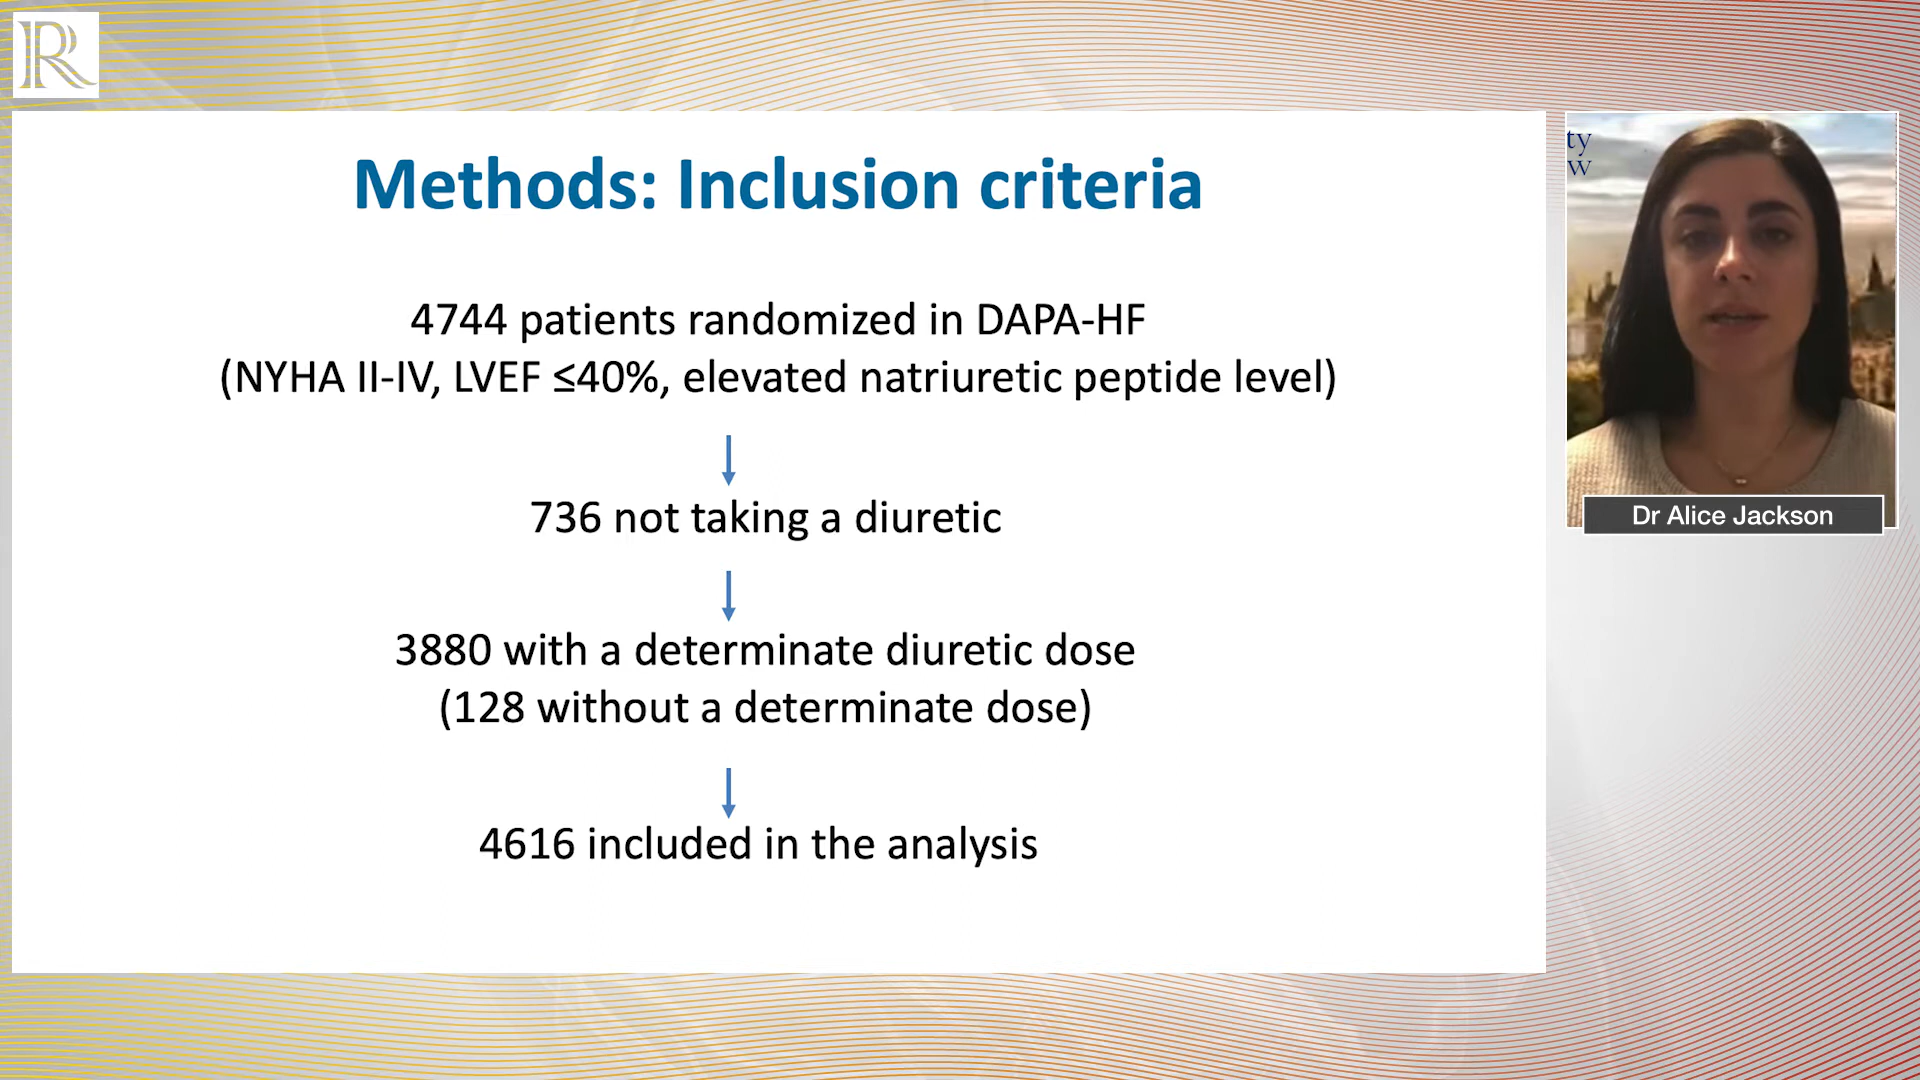 R
Methods: Inclusion criteria
4744 patients randomized in DAPA-HF
(NYHA II-IV, LVEF ≤40%, elevated natriuretic peptide level)
736 not taking a diuretic
3880 with a determinate diuretic dose
(128 without a determinate dose)
4616 included in the analysis
ty
w
Dr Alice Jackson